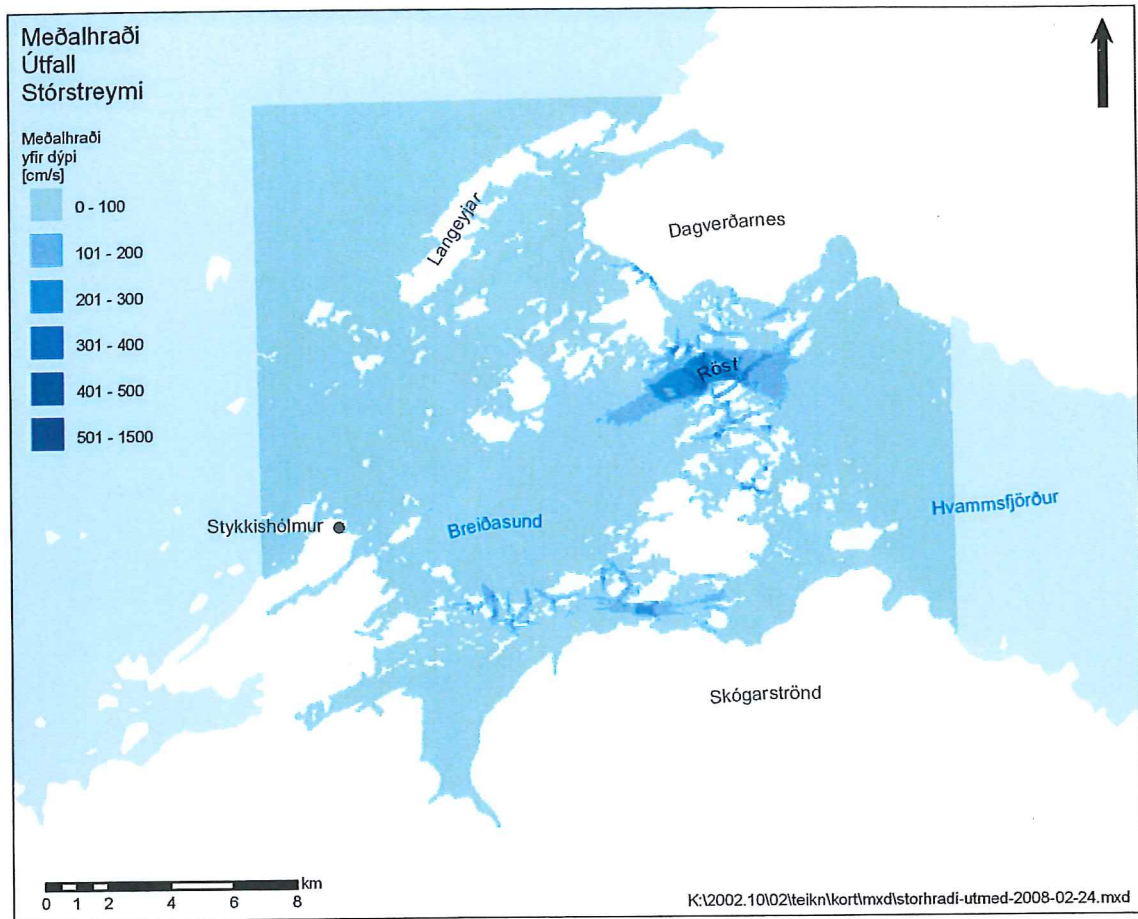 Meðalhraði
Útfall
Stórstreymi
Meðalhraði
yfir dýpi
[cm/s]
0 - 100
101 - 200
201 - 300
301 - 400
401 - 500
501 - 1500
Langeyjar
Dagverðarnes
Röst
Hvammsfjörður
Stykkishólmur
Breiðasund
Skógarströnd
km
0 1 2 4 6 8
K:\2002.10\02\teikn\kort\mxd\storhradi-utmed-2008-02-24.mxd